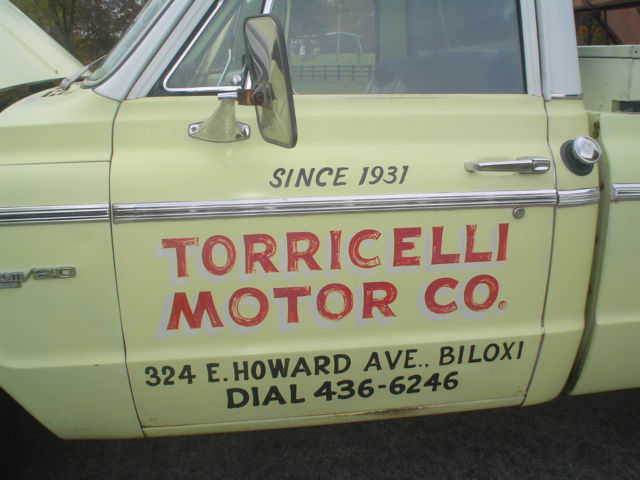 SINCE 1931
TORRICELLI
MOTOR CO.
324 E. HOWARD AVE., BILOXI
DIAL 436-6246